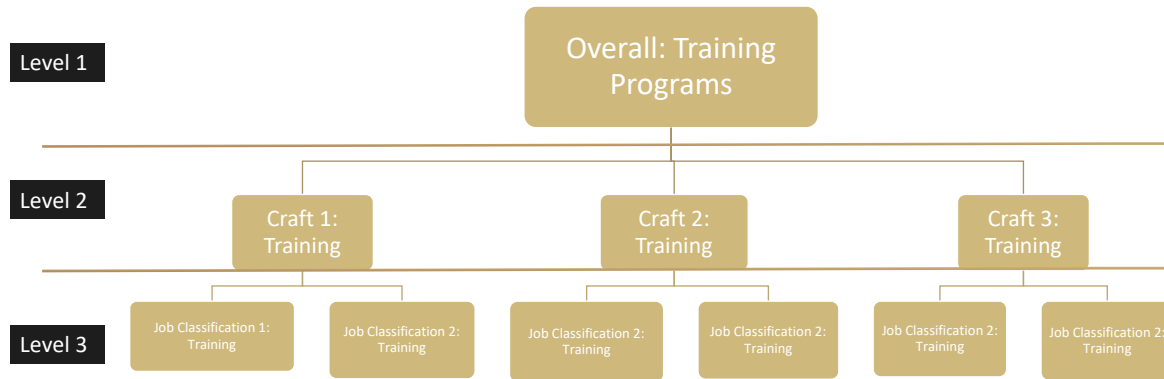 Level 1
Overall: Training
Programs
Level 2
Craft 1:
Training
Craft 2:
Training
Craft 3:
Training
Level 3
Job Classification 1:
Training
Job Classification 2:
Training
Job Classification 2:
Training
Job Classification 2:
Training
Job Classification 2:
Training
Job Classification 2:
Training